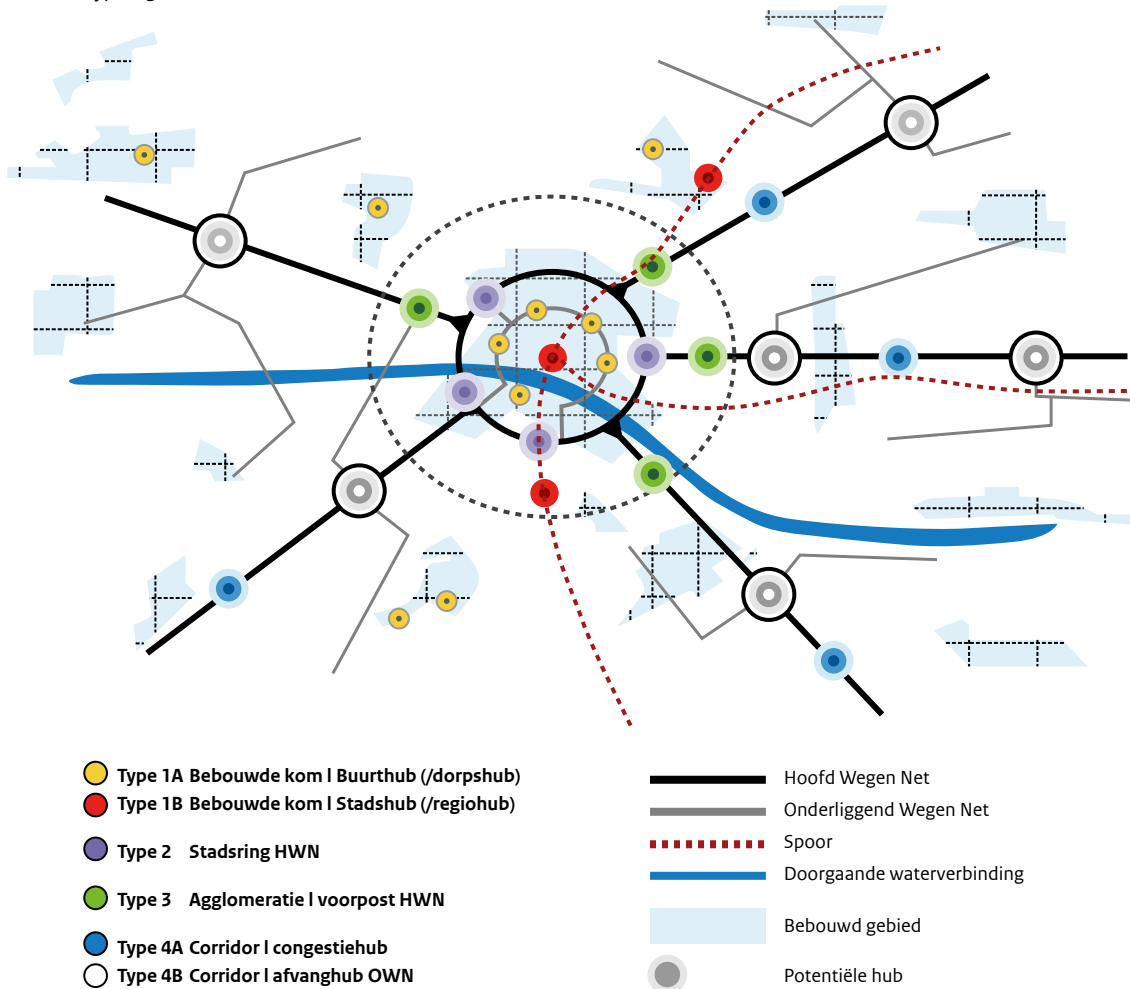 Type 1A Bebouwde kom l Buurthub (/dorpshub)
Type 1B Bebouwde kom l Stadshub (/regiohub)
Type 2 Stadsring HWN
Type 3 Agglomeratie l voorpost HWN
Type 4A Corridor l congestiehub
Type 4B Corridor l afvanghub OWN
Hoofd Wegen Net
Onderliggend Wegen Net
Spoor
Doorgaande waterverbinding
Bebouwd gebied
Potentiële hub